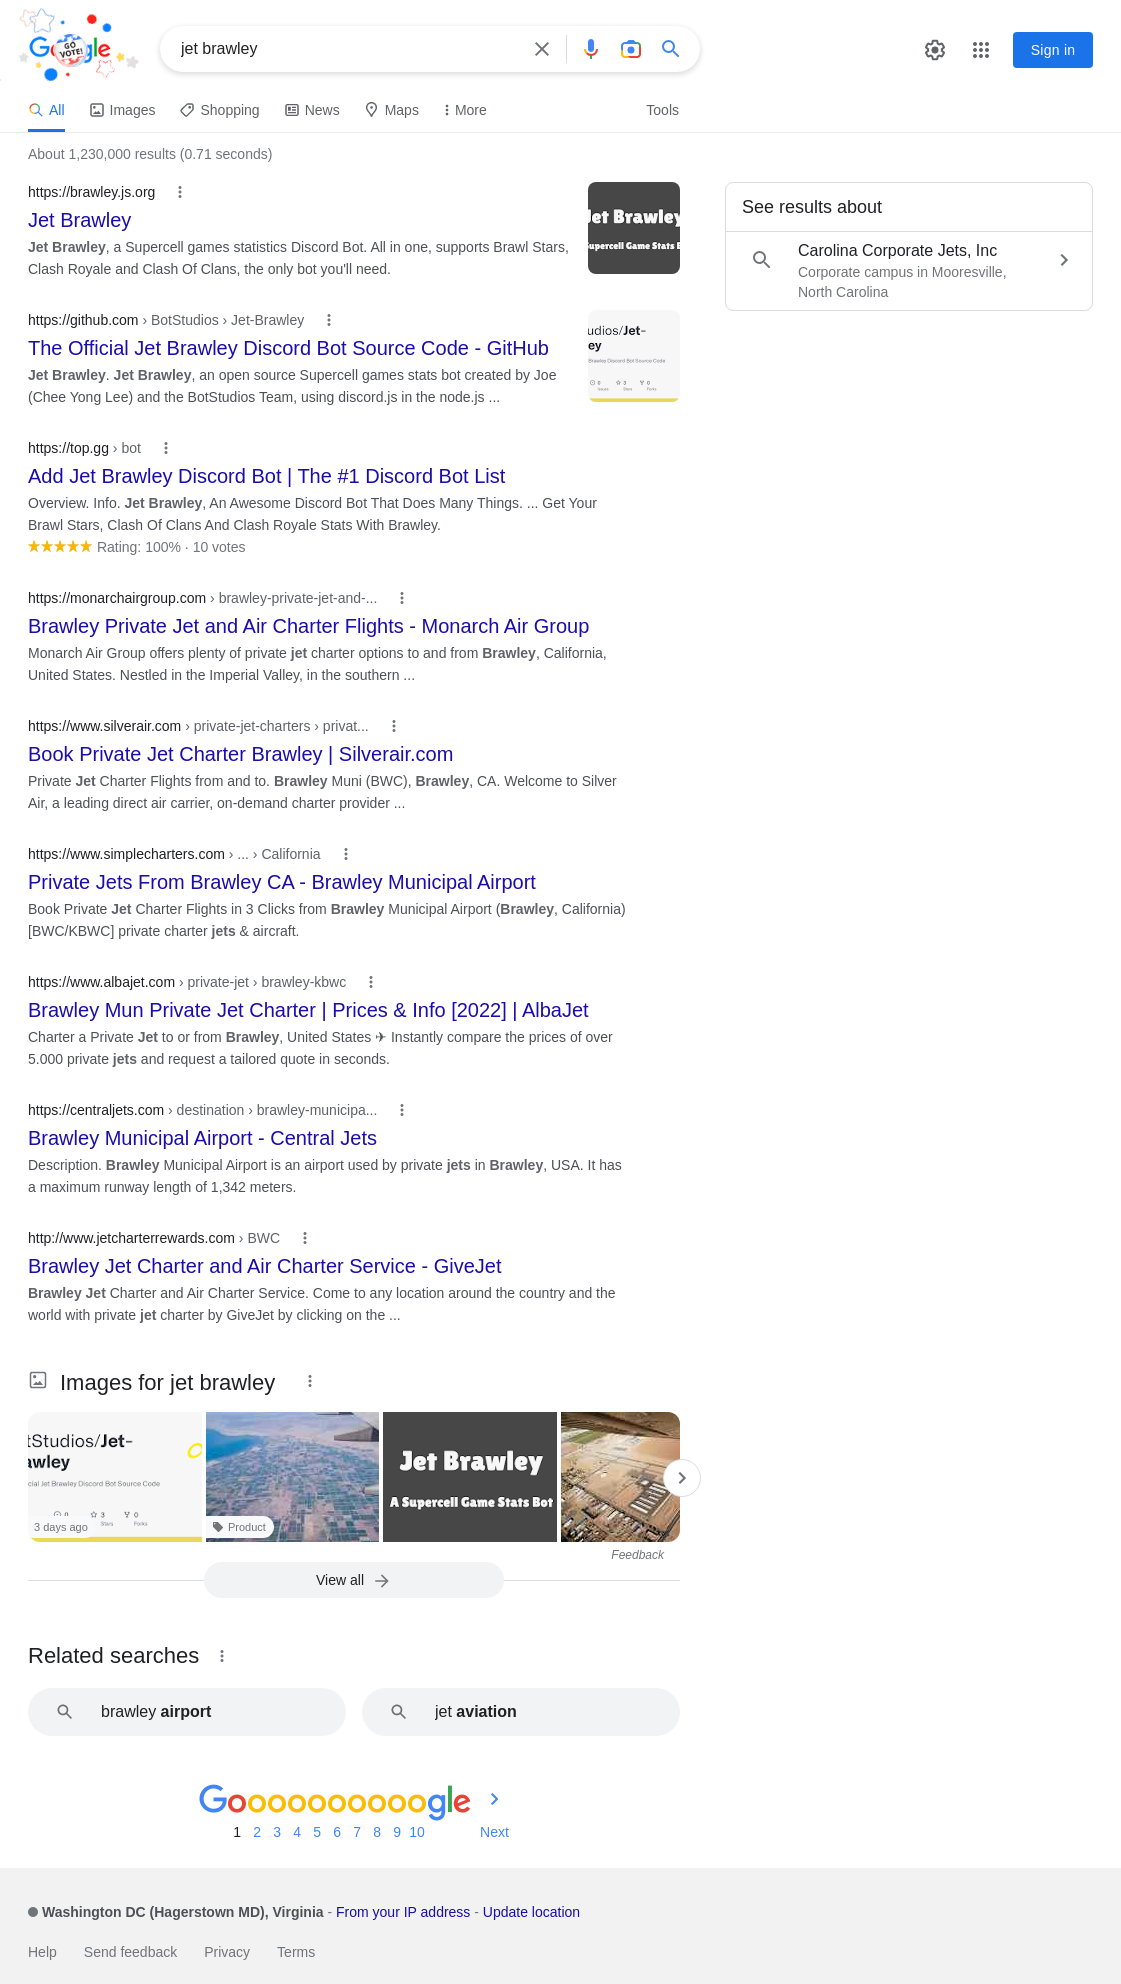 GO VOTE!
jet brawley
Sign in
All
Images
Shopping
News
Maps
More
Tools
About 1,230,000 results (0.71 seconds)
https://brawley.js.org
Jet Brawley
Jet Brawley, a Supercell games statistics Discord Bot. All in one, supports Brawl Stars,
Clash Royale and Clash Of Clans, the only bot you'll need.
Jet Brawley
Supercell Game Stats B
See results about
Carolina Corporate Jets, Inc
Corporate campus in Mooresville,
North Carolina
https://github.com › BotStudios › Jet-Brawley
The Official Jet Brawley Discord Bot Source Code - GitHub
Jet Brawley. Jet Brawley, an open source Supercell games stats bot created by Joe
(Chee Yong Lee) and the BotStudios Team, using discord.js in the node.js ...
udios/Jet-
ey
Brawley Discord Bot Source Code
0 3 0
Issues Stars Forks
https://top.gg › bot
Add Jet Brawley Discord Bot | The #1 Discord Bot List
Overview. Info. Jet Brawley, An Awesome Discord Bot That Does Many Things. ... Get Your
Brawl Stars, Clash Of Clans And Clash Royale Stats With Brawley.
Rating: 100% · 10 votes
https://monarchairgroup.com › brawley-private-jet-and-...
Brawley Private Jet and Air Charter Flights - Monarch Air Group
Monarch Air Group offers plenty of private jet charter options to and from Brawley, California,
United States. Nestled in the Imperial Valley, in the southern ...
https://www.silverair.com › private-jet-charters › privat...
Book Private Jet Charter Brawley | Silverair.com
Private Jet Charter Flights from and to. Brawley Muni (BWC), Brawley, CA. Welcome to Silver
Air, a leading direct air carrier, on-demand charter provider ...
https://www.simplecharters.com › ... › California
Private Jets From Brawley CA - Brawley Municipal Airport
Book Private Jet Charter Flights in 3 Clicks from Brawley Municipal Airport (Brawley, California)
[BWC/KBWC] private charter jets & aircraft.
https://www.albajet.com › private-jet › brawley-kbwc
Brawley Mun Private Jet Charter | Prices & Info [2022] | AlbaJet
Charter a Private Jet to or from Brawley, United States ✈ Instantly compare the prices of over
5.000 private jets and request a tailored quote in seconds.
https://centraljets.com › destination › brawley-municipa...
Brawley Municipal Airport - Central Jets
Description. Brawley Municipal Airport is an airport used by private jets in Brawley, USA. It has
a maximum runway length of 1,342 meters.
http://www.jetcharterrewards.com › BWC
Brawley Jet Charter and Air Charter Service - GiveJet
Brawley Jet Charter and Air Charter Service. Come to any location around the country and the
world with private jet charter by GiveJet by clicking on the ...
Images for jet brawley
tStudios/Jet-
awley
cial Jet Brawley Discord Bot Source Code
0 3 0
Stars Forks
3 days ago
Product
Jet Brawley
A Supercell Game Stats Bot
Feedback
View all
Related searches
brawley airport
jet aviation
Goooooooooogle
1 2 3 4 5 6 7 8 9 10 Next
Washington DC (Hagerstown MD), Virginia - From your IP address - Update location
Help Send feedback Privacy Terms